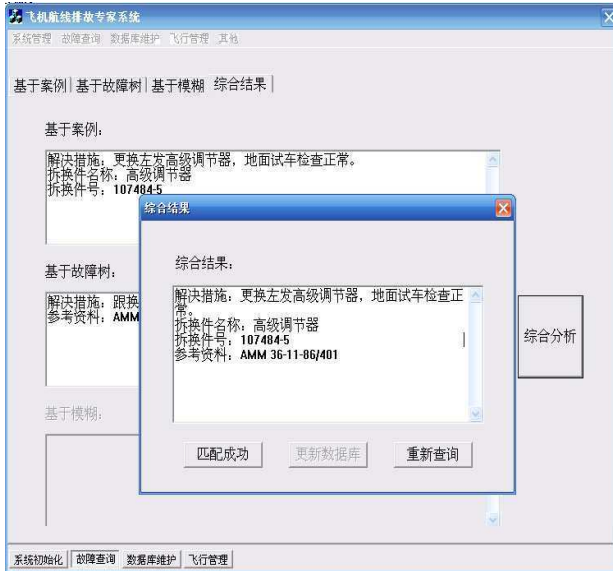 飞机航线排故专家系统
系统管理 故障查询 数据库维护 飞行管理 其他
基于案例 基于故障树 基于模糊 综合结果
基于案例:
解决措施: 更换左发高级调节器, 地面试车检查正常。
拆换件名称: 高级调节器
拆换件号: 107484-5
综合结果
综合结果:
解决措施: 更换左发高级调节器, 地面试车检查正
常。
拆换件名称: 高级调节器
拆换件号: 107484-5
参考资料: AMM 36-11-86/401
匹配成功 更新数据库 重新查询
基于故障树:
解决措施: 跟换
参考资料: AMM
综合分析
基于模糊:
系统初始化 故障查询 数据库维护 飞行管理